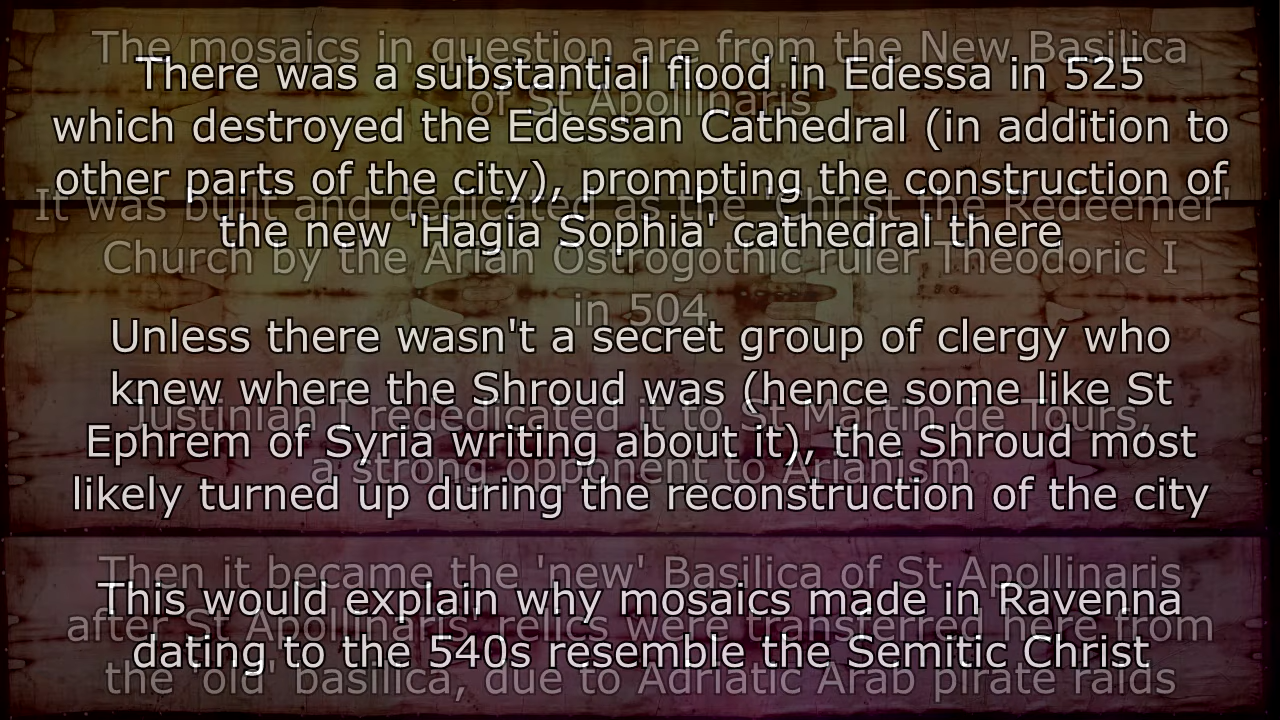 The mosaics in question are from the New Basilica
of St Apollinaris
There was a substantial flood in Edessa in 525
which destroyed the Edessan Cathedral (in addition to
other parts of the city), prompting the construction of
the new 'Hagia Sophia' cathedral there
It was built and dedicated as the 'Christ the Redeemer'
Church by the Arian Ostrogothic ruler Theodoric I
in 504
Unless there wasn't a secret group of clergy who
knew where the Shroud was (hence some like St
Ephrem of Syria writing about it), the Shroud most
likely turned up during the reconstruction of the city
Justinian I rededicated it to St Martin de Tours,
a strong opponent to Arianism
This would explain why mosaics made in Ravenna
dating to the 540s resemble the Semitic Christ
Then it became the 'new' Basilica of St Apollinaris
after St Apollinaris' relics were transferred here from
the 'old' basilica, due to Adriatic Arab pirate raids